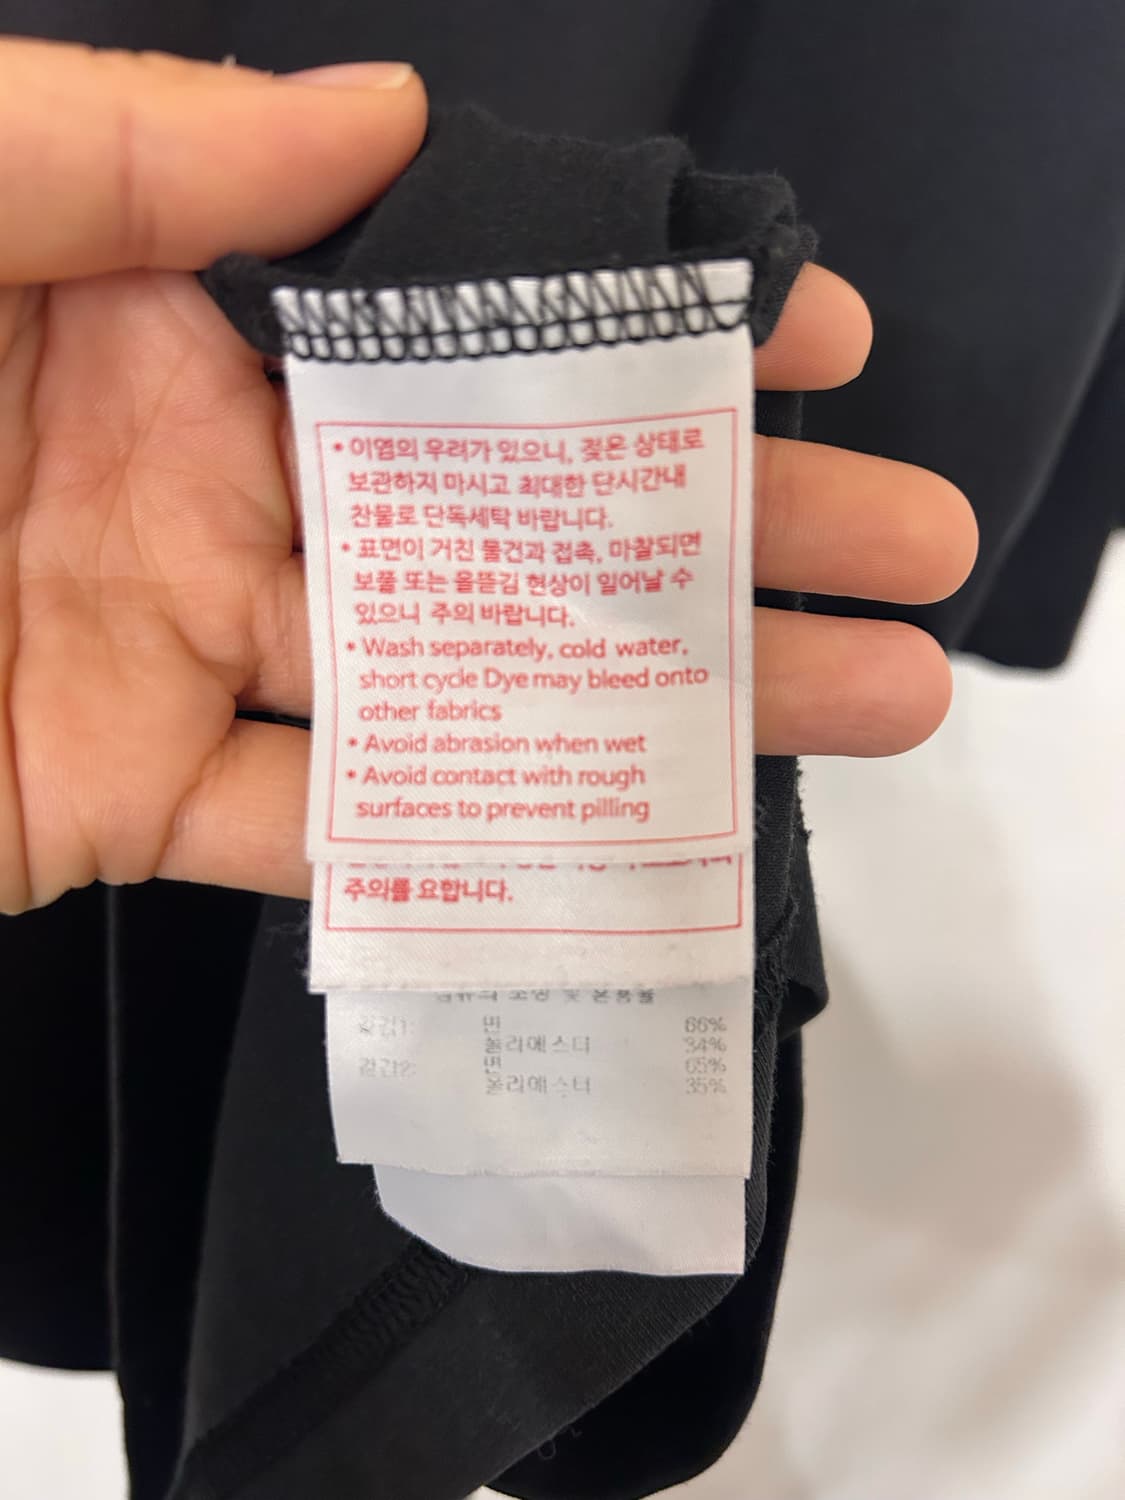 • 이염의 우려가 있으니, 젖은 상태로
보관하지 마시고 최대한 단시간내
찬물로 단독세탁 바랍니다.
• 표면이 거친 물건과 접촉, 마찰되면
보풀 또는 올뜯김 현상이 일어날 수
있으니 주의 바랍니다.
• Wash separately, cold water,
short cycle Dye may bleed onto
other fabrics
• Avoid abrasion when wet
• Avoid contact with rough
surfaces to prevent pilling
주의를 요합니다.
면 66%
폴리에스터 34%
겉감2: 면 65%
폴리에스터 35%